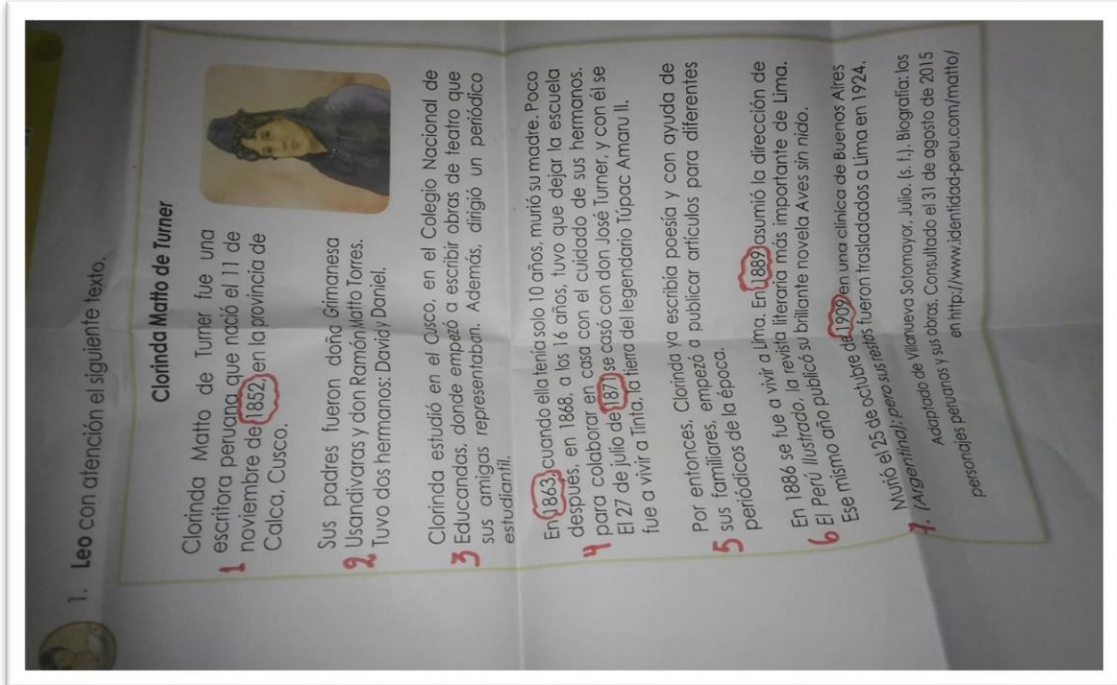 1. Leo con atención el siguiente texto.
Clorinda Matto de Turner
Clorinda Matto de Turner fue una
1 escritora peruana que nació el 11 de
noviembre de 1852, en la provincia de
Calca, Cusco.
Sus padres fueron doña Grimanesa
2 Usandivaras y don Ramón Matto Torres.
Tuvo dos hermanos: David y Daniel.
Clorinda estudió en el Cusco, en el Colegio Nacional de
3 Educandas, donde empezó a escribir obras de teatro que
sus amigas representaban. Además, dirigió un periódico
estudiantil.
En 1863, cuando ella tenía solo 10 años, murió su madre. Poco
después, en 1868, a los 16 años, tuvo que dejar la escuela
4 para colaborar en casa con el cuidado de sus hermanos.
El 27 de julio de 1871 se casó con don José Turner, y con él se
fue a vivir a Tinta, la tierra del legendario Túpac Amaru II.
Por entonces, Clorinda ya escribía poesía y con ayuda de
5 sus familiares, empezó a publicar artículos para diferentes
periódicos de la época.
En 1886 se fue a vivir a Lima. En 1889 asumió la dirección de
6 El Perú Ilustrado, la revista literaria más importante de Lima.
Ese mismo año publicó su brillante novela Aves sin nido.
Murió el 25 de octubre de 1909 en una clínica de Buenos Aires
7. (Argentina); pero sus restos fueron trasladados a Lima en 1924.
Adaptado de Villanueva Sotomayor, Julio. (s. f.). Biografía: los
personajes peruanos y sus obras. Consultado el 31 de agosto de 2015
en http://www.identidad-peru.com/matto/